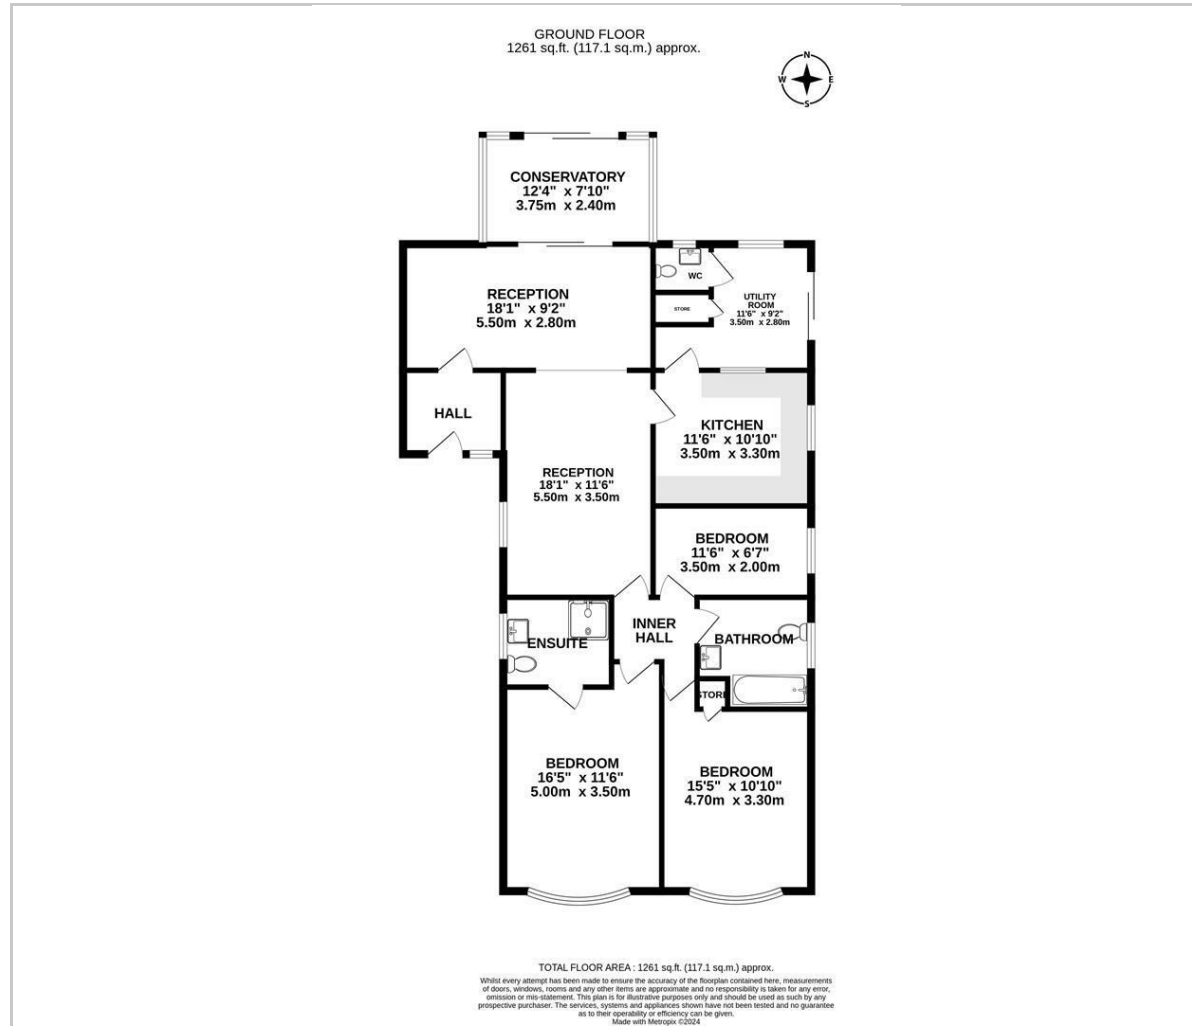 GROUND FLOOR
1261 sq.ft. (117.1 sq.m.) approx.
N
W
E
S
CONSERVATORY
12'4" x 7'10"
3.75m x 2.40m
RECEPTION
18'1" x 9'2"
5.50m x 2.80m
WC
STORE
UTILITY
ROOM
11'6" x 9'2"
3.50m x 2.80m
HALL
KITCHEN
11'6" x 10'10"
3.50m x 3.30m
RECEPTION
18'1" x 11'6"
5.50m x 3.50m
BEDROOM
11'6" x 6'7"
3.50m x 2.00m
INNER
HALL
ENSUITE
BATHROOM
STORE
BEDROOM
16'5" x 11'6"
5.00m x 3.50m
BEDROOM
15'5" x 10'10"
4.70m x 3.30m
TOTAL FLOOR AREA : 1261 sq.ft. (117.1 sq.m.) approx.
Whilst every attempt has been made to ensure the accuracy of the floorplan contained here, measurements
of doors, windows, rooms and any other items are approximate and no responsibility is taken for any error,
omission or mis-statement. This plan is for illustrative purposes only and should be used as such by any
prospective purchaser. The services, systems and appliances shown have not been tested and no guarantee
as to their operability or efficiency can be given.
Made with Metropix ©2024